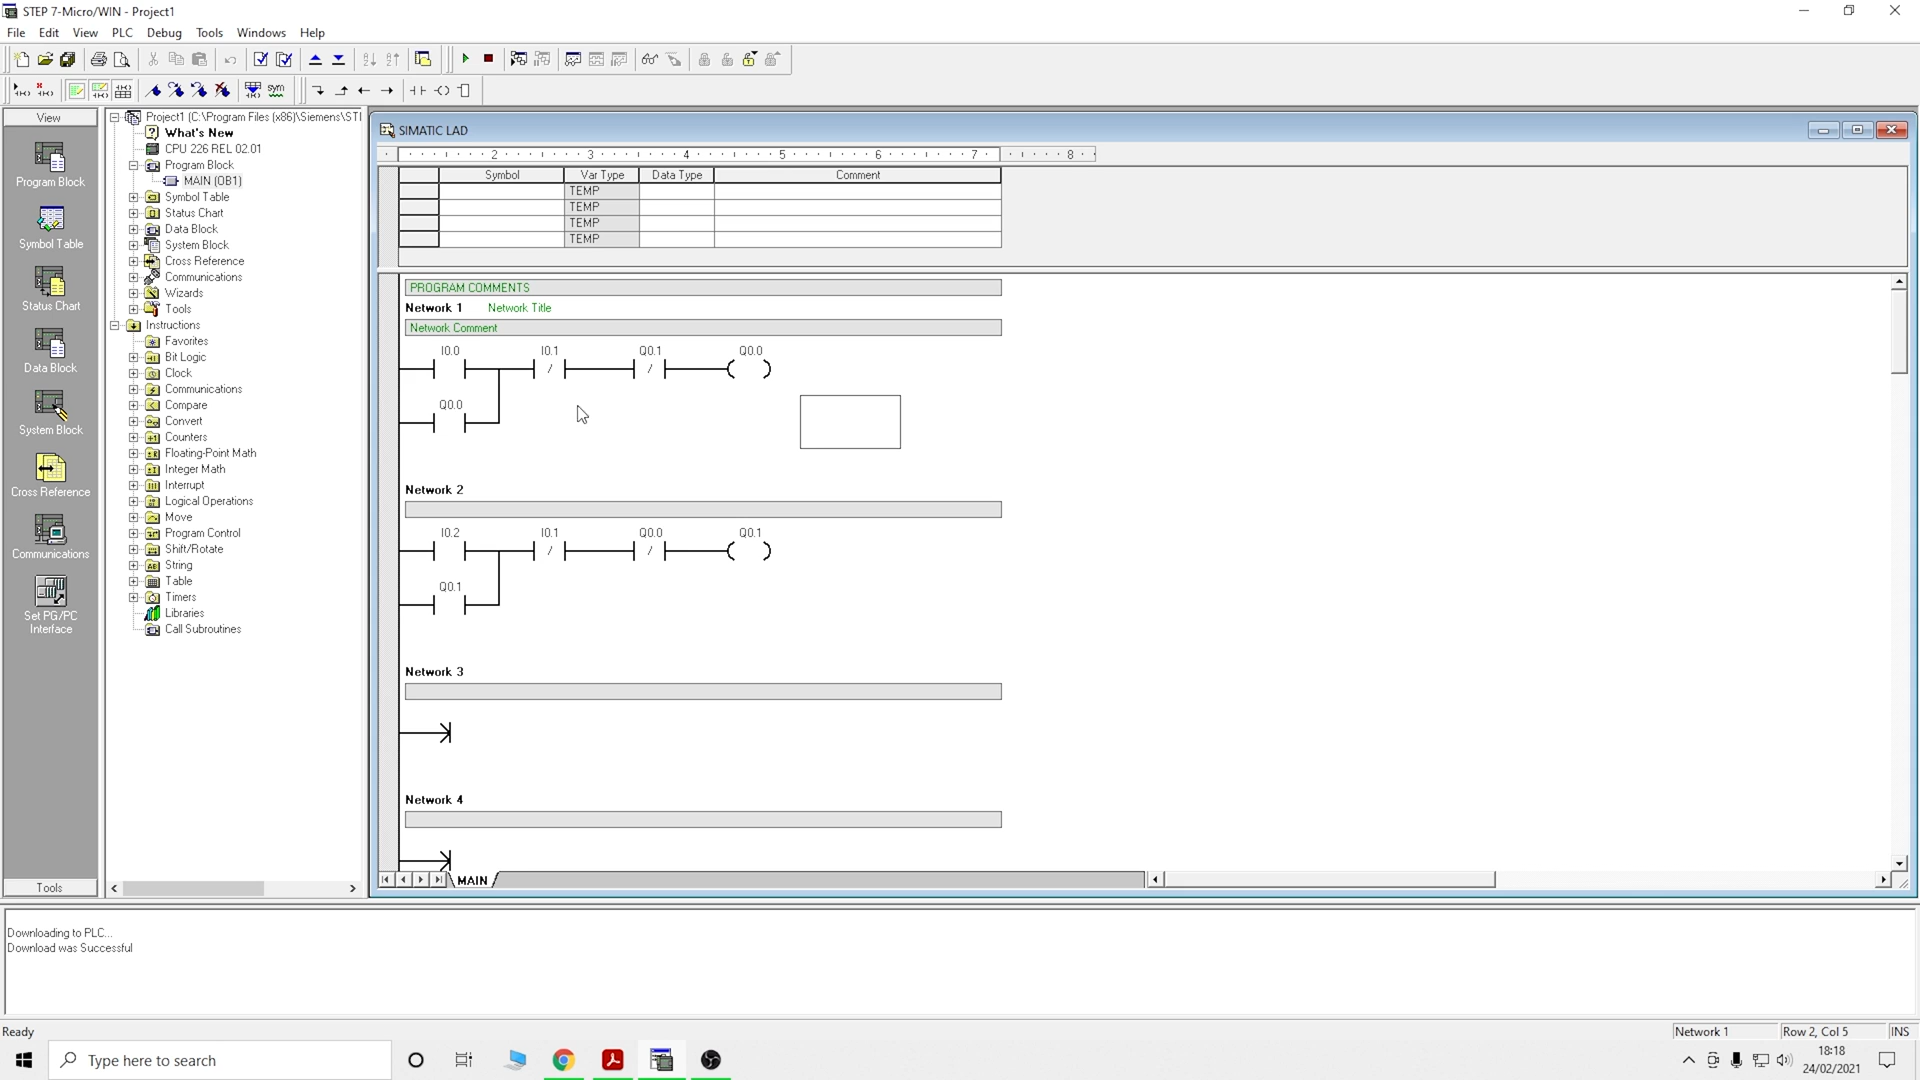 STEP 7-Micro/WIN - Project1
File Edit View PLC Debug Tools Windows Help
View
Program Block
Symbol Table
Status Chart
Data Block
System Block
Cross Reference
Communications
Set PG/PC
Interface
Tools
Project1 (C:\Program Files (x86)\Siemens\STI
What's New
CPU 226 REL 02.01
Program Block
MAIN (OB1)
Symbol Table
Status Chart
Data Block
System Block
Cross Reference
Communications
Wizards
Tools
Instructions
Favorites
Bit Logic
Clock
Communications
Compare
Convert
Counters
Floating-Point Math
Integer Math
Interrupt
Logical Operations
Move
Program Control
Shift/Rotate
String
Table
Timers
Libraries
Call Subroutines
SIMATIC LAD
2 3 4 5 6 7 8
Symbol Var Type Data Type Comment
TEMP
TEMP
TEMP
TEMP
PROGRAM COMMENTS
Network 1 Network Title
Network Comment
I0.0 I0.1 Q0.1 Q0.0
Q0.0
Network 2
I0.2 I0.1 Q0.0 Q0.1
Q0.1
Network 3
Network 4
MAIN
Downloading to PLC...
Download was Successful
Ready
Network 1 Row 2, Col 5 INS
Type here to search
18:18
24/02/2021